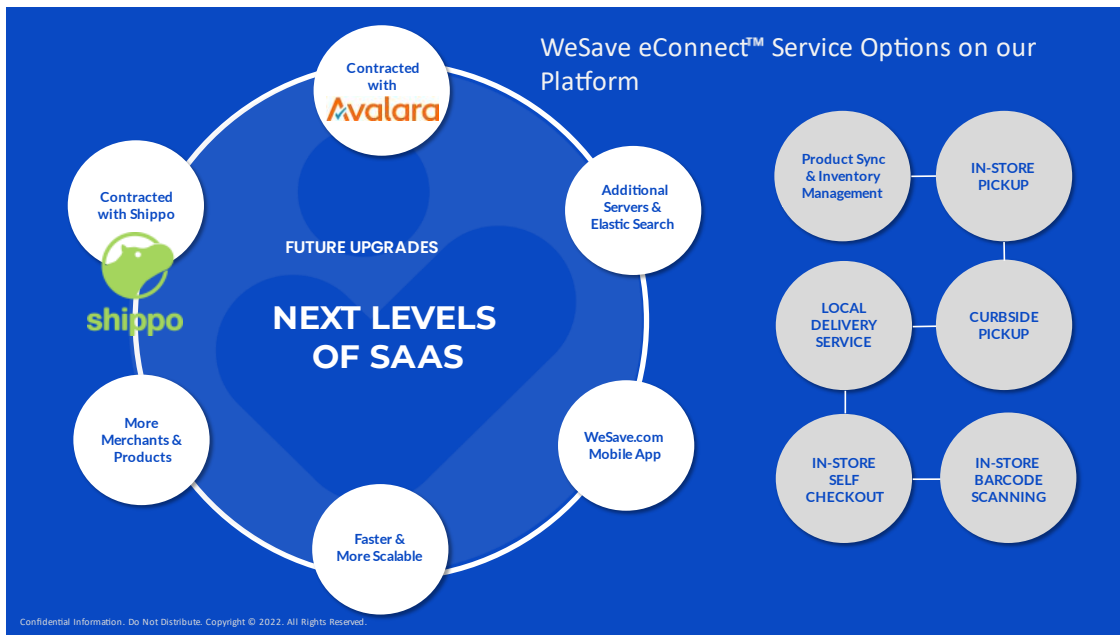 WeSave eConnect™ Service Options on our
Platform
Contracted
with
Avalara
Contracted
with Shippo
shippo
Additional
Servers &
Elastic Search
FUTURE UPGRADES
NEXT LEVELS
OF SAAS
More
Merchants &
Products
WeSave.com
Mobile App
Faster &
More Scalable
Product Sync
& Inventory
Management
IN-STORE
PICKUP
LOCAL
DELIVERY
SERVICE
CURBSIDE
PICKUP
IN-STORE
SELF
CHECKOUT
IN-STORE
BARCODE
SCANNING
Confidential Information. Do Not Distribute. Copyright © 2022. All Rights Reserved.